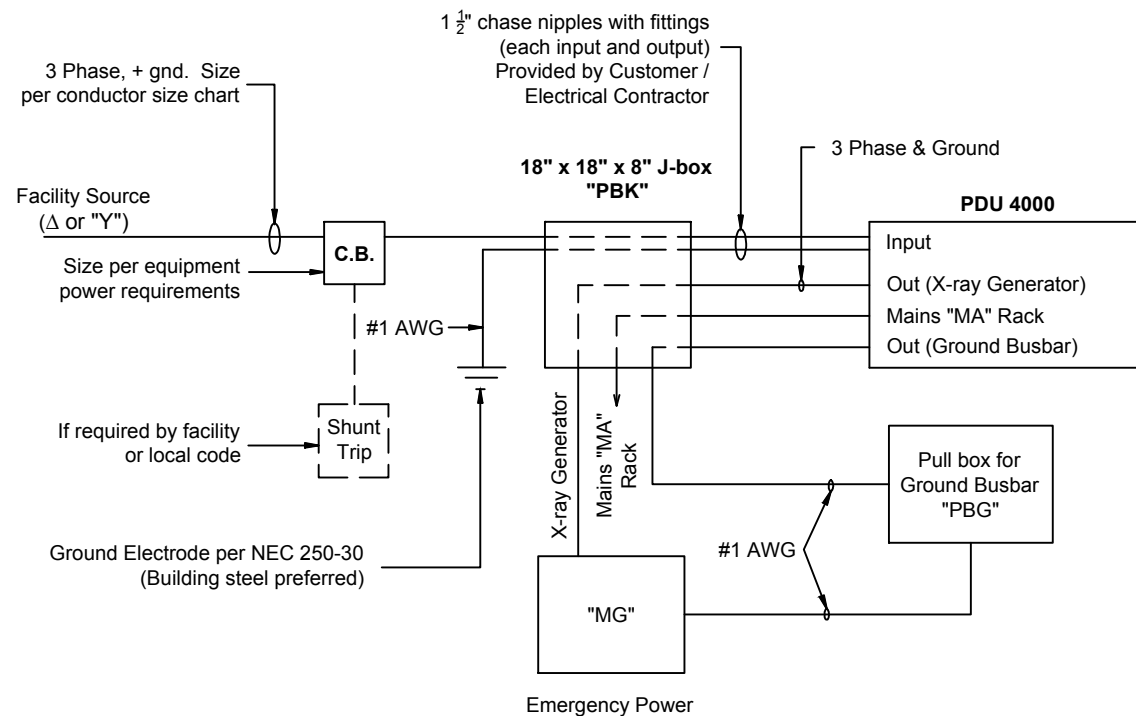 1 1/2" chase nipples with fittings
(each input and output)
Provided by Customer /
Electrical Contractor
3 Phase, + gnd. Size
per conductor size chart
3 Phase & Ground
18" x 18" x 8" J-box
"PBK"
Facility Source
(Δ or "Y")
PDU 4000
C.B.
Input
Size per equipment
power requirements
Out (X-ray Generator)
#1 AWG
Mains "MA" Rack
Out (Ground Busbar)
If required by facility
or local code
Shunt
Trip
X-ray Generator
Mains "MA"
Rack
Pull box for
Ground Busbar
"PBG"
#1 AWG
Ground Electrode per NEC 250-30
(Building steel preferred)
"MG"
Emergency Power